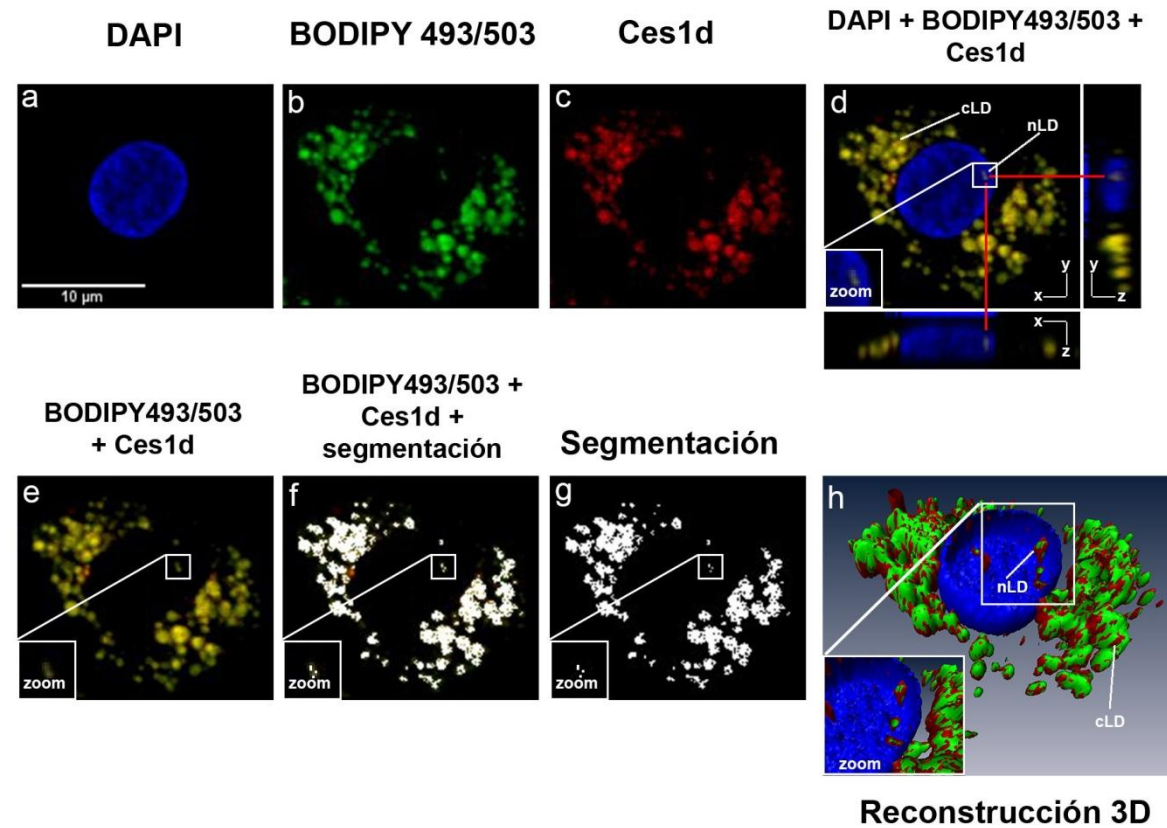 DAPI
BODIPY 493/503
Ces1d
DAPI + BODIPY493/503 +
Ces1d
a
10 µm
b
c
d
cLD
nLD
zoom
y
x
y
z
x
z
BODIPY493/503
+ Ces1d
BODIPY493/503 +
Ces1d +
segmentación
Segmentación
e
zoom
f
zoom
g
zoom
h
nLD
cLD
zoom
Reconstrucción 3D